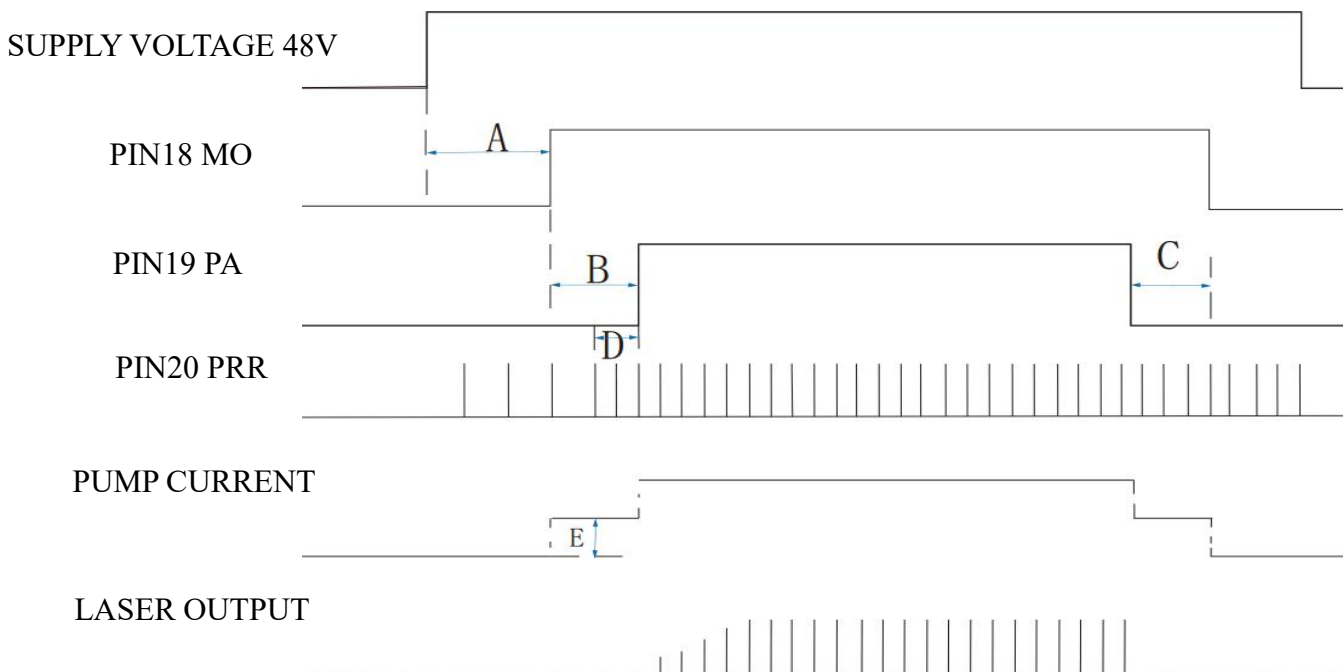 SUPPLY VOLTAGE 48V
PIN18 MO
A
PIN19 PA
B
C
D
PIN20 PRR
PUMP CURRENT
E
LASER OUTPUT